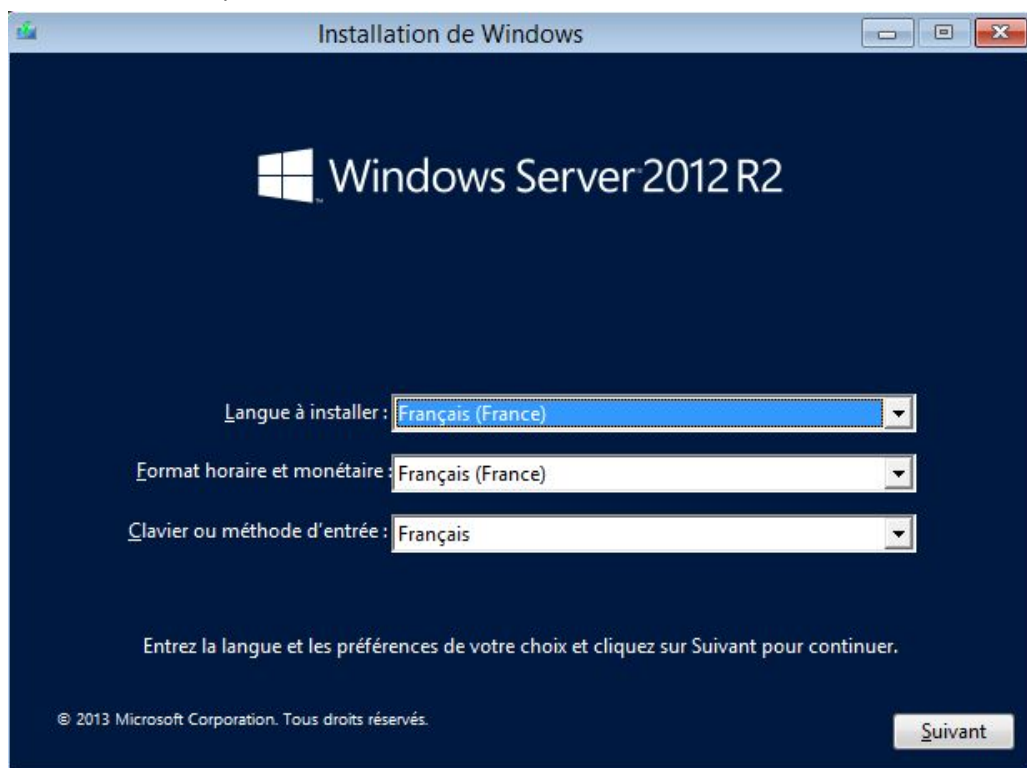 Installation de Windows
Windows Server 2012 R2
Langue à installer : Français (France)
Format horaire et monétaire : Français (France)
Clavier ou méthode d'entrée : Français
Entrez la langue et les préférences de votre choix et cliquez sur Suivant pour continuer.
© 2013 Microsoft Corporation. Tous droits réservés.
Suivant